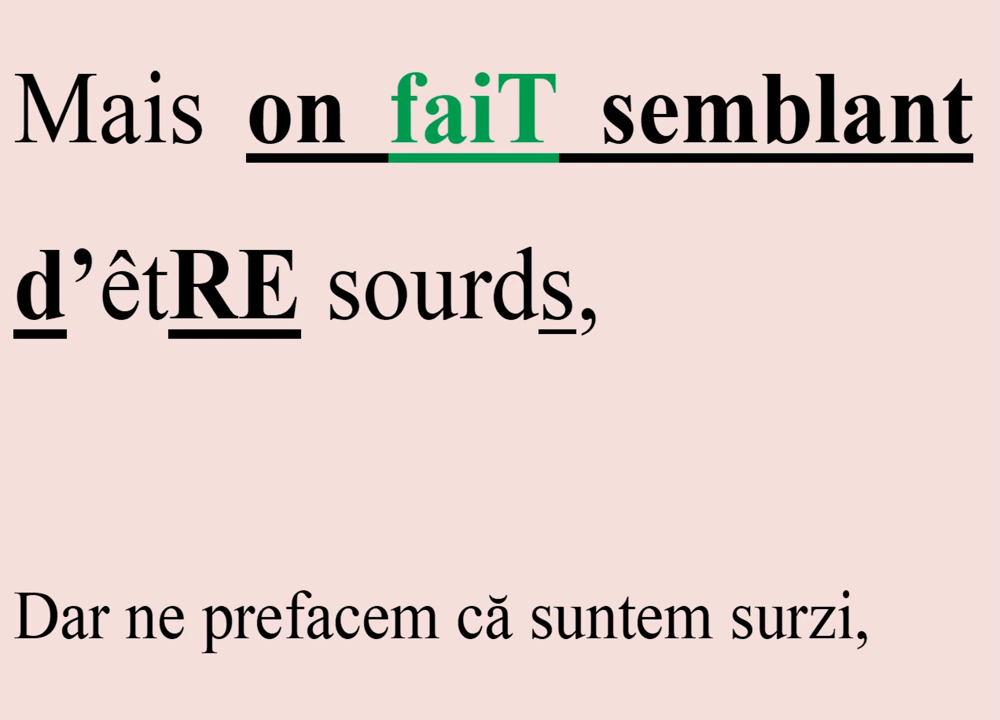 Mais on faiT semblant
d’êtRE sourds,
Dar ne prefacem că suntem surzi,